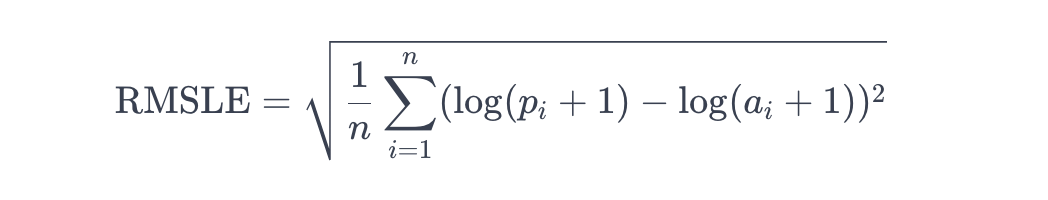 RMSLE = √(1/n ∑_{i=1}^{n} (log(p_i + 1) − log(a_i + 1))²)